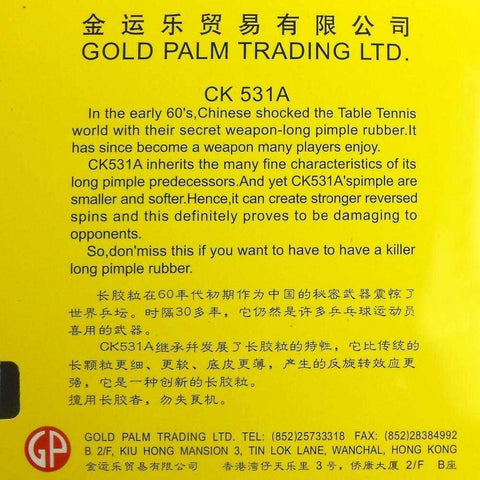 金运乐贸易有限公司
GOLD PALM TRADING LTD.
CK 531A
In the early 60's,Chinese shocked the Table Tennis
world with their secret weapon-long pimple rubber.It
has since become a weapon many players enjoy.
CK531A inherits the many fine characteristics of its
long pimple predecessors.And yet CK531A'spimple are
smaller and softer.Hence,it can create stronger reversed
spins and this definitely proves to be damaging to
opponents.
So,don'miss this if you want to have to have a killer
long pimple rubber.
长胶粒在60年代初期作为中国的秘密武器震惊了
世界乒坛。时隔30多年，它仍然是许多乒乓球运动员
喜用的武器。
CK531A继承并发展了长胶粒的特性，它比传统的
长颗粒更细、更软、底皮更薄，产生的反旋转效应更
强，它是一种创新的长胶粒。
擅用长胶者，勿失良机。
GP
GOLD PALM TRADING LTD. TEL: (852)25733318 FAX: (852)28384992
B 2/F, KIU HONG MANSION 3, TIN LOK LANE, WANCHAL, HONG KONG
金运乐贸易有限公司 香港湾仔天乐里 3 号，侨康大厦 2/F B座